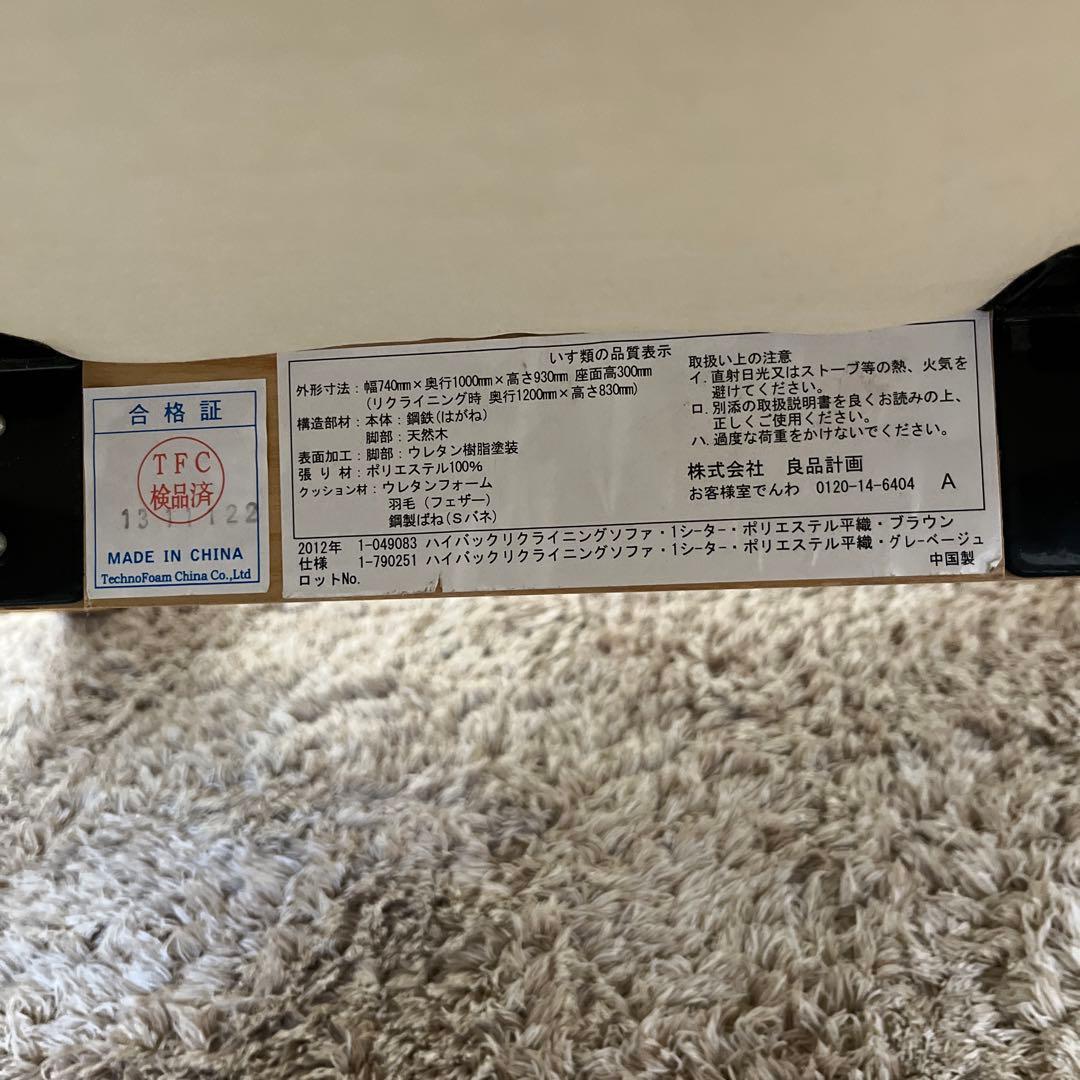 合格証
TFC
検品済
MADE IN CHINA
TechnoFoam China Co.,Ltd
いす類の品質表示
外形寸法：幅740mm×奥行1000mm×高さ930mm 座面高300mm
（リクライニング時 奥行1200mm×高さ830mm）
構造部材：本体：鋼鉄（はがね）
脚部：天然木
表面加工：脚部：ウレタン樹脂塗装
張り材：ポリエステル100%
クッション材：ウレタンフォーム
羽毛（フェザー）
鋼製ばね（Sバネ）
取扱い上の注意
イ．直射日光又はストーブ等の熱、火気を
避けてください。
ロ．別添の取扱説明書を良くお読みの上、
正しくご使用ください。
ハ．過度な荷重をかけないでください。
株式会社 良品計画
お客様室でんわ 0120-14-6404 A
2012年 1-049083 ハイバックリクライニングソファ・1シーター・ポリエステル平織・ブラウン
仕様 1-790251 ハイバックリクライニングソファ・1シーター・ポリエステル平織・グレーベージュ
ロットNo. 中国製